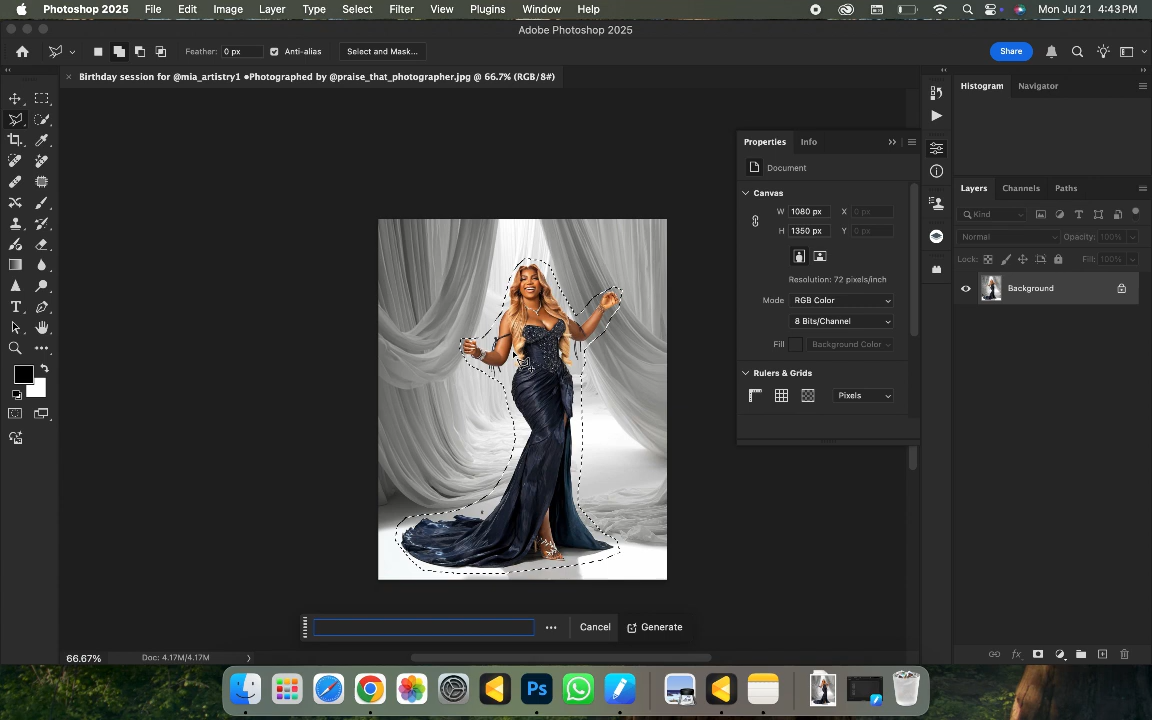 Photoshop 2025 File Edit Image Layer Type Select Filter View Plugins Window Help Mon Jul 21 4:43 PM
Adobe Photoshop 2025
Feather: 0 px Anti-alias Select and Mask... Share
× Birthday session for @mia_artistry1 ●Photographed by @praise_that_photographer.jpg @ 66.7% (RGB/8#)
Histogram Navigator
Properties Info
Document
Canvas
W 1080 px X 0 px
H 1350 px Y 0 px
Resolution: 72 pixels/inch
Mode RGB Color
8 Bits/Channel
Fill Background Color
Rulers & Grids
Pixels
Layers Channels Paths
Kind
Normal Opacity: 100%
Lock: Fill: 100%
Background
Cancel Generate
66.67% Doc: 4.17M/4.17M
Ps